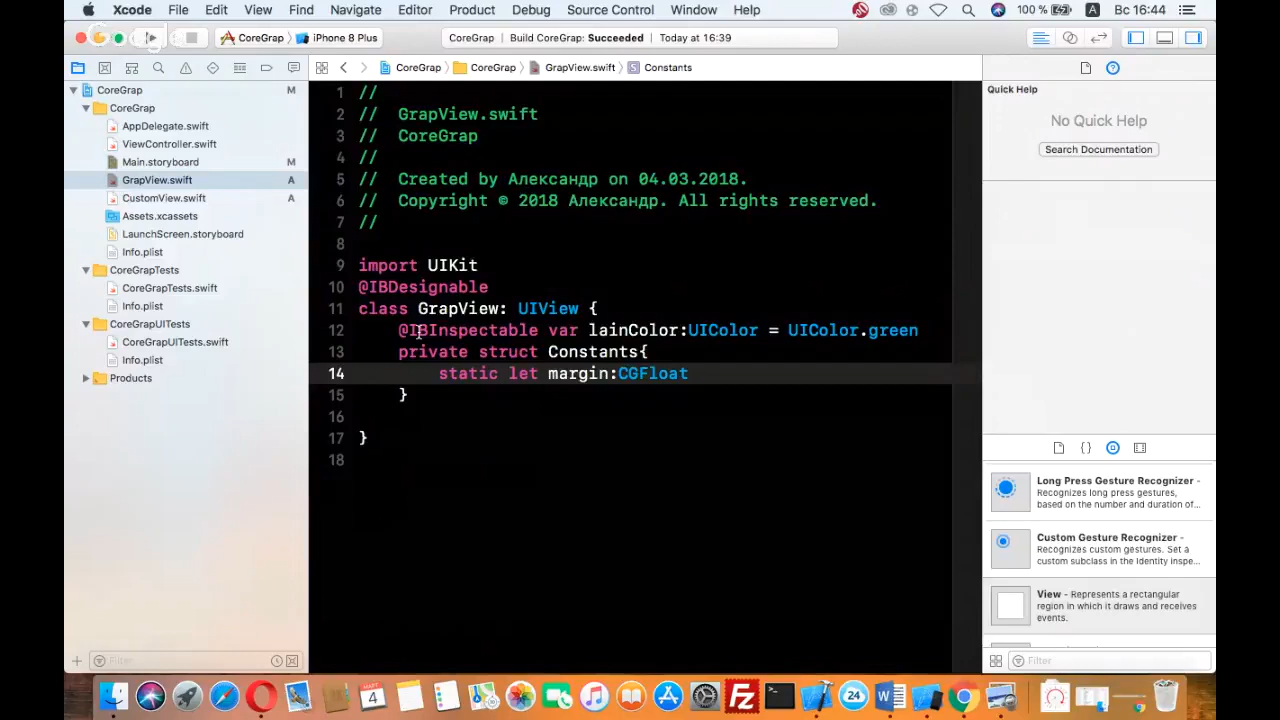 Xcode File Edit View Find Navigate Editor Product Debug Source Control Window Help 100 % A Вс 16:44
CoreGrap iPhone 8 Plus CoreGrap Build CoreGrap: Succeeded Today at 16:39
CoreGrap CoreGrap GrapView.swift S Constants
CoreGrap M
CoreGrap
AppDelegate.swift
ViewController.swift
Main.storyboard M
GrapView.swift A
CustomView.swift A
Assets.xcassets
LaunchScreen.storyboard
Info.plist
CoreGrapTests
CoreGrapTests.swift
Info.plist
CoreGrapUITests
CoreGrapUITests.swift
Info.plist
Products
Filter
1 //
2 // GrapView.swift
3 // CoreGrap
4 //
5 // Created by Александр on 04.03.2018.
6 // Copyright © 2018 Александр. All rights reserved.
7 //
8
9 import UIKit
10 @IBDesignable
11 class GrapView: UIView {
12 @IBInspectable var lainColor:UIColor = UIColor.green
13 private struct Constants{
14 static let margin:CGFloat
15 }
16
17 }
18
Quick Help
No Quick Help
Search Documentation
{ }
Long Press Gesture Recognizer -
Recognizes long press gestures,
based on the number and duration of...
Custom Gesture Recognizer -
Recognizes custom gestures. Set a
custom subclass in the Identity inspe...
View - Represents a rectangular
region in which it draws and receives
events.
Filter
4
FZ
24
W